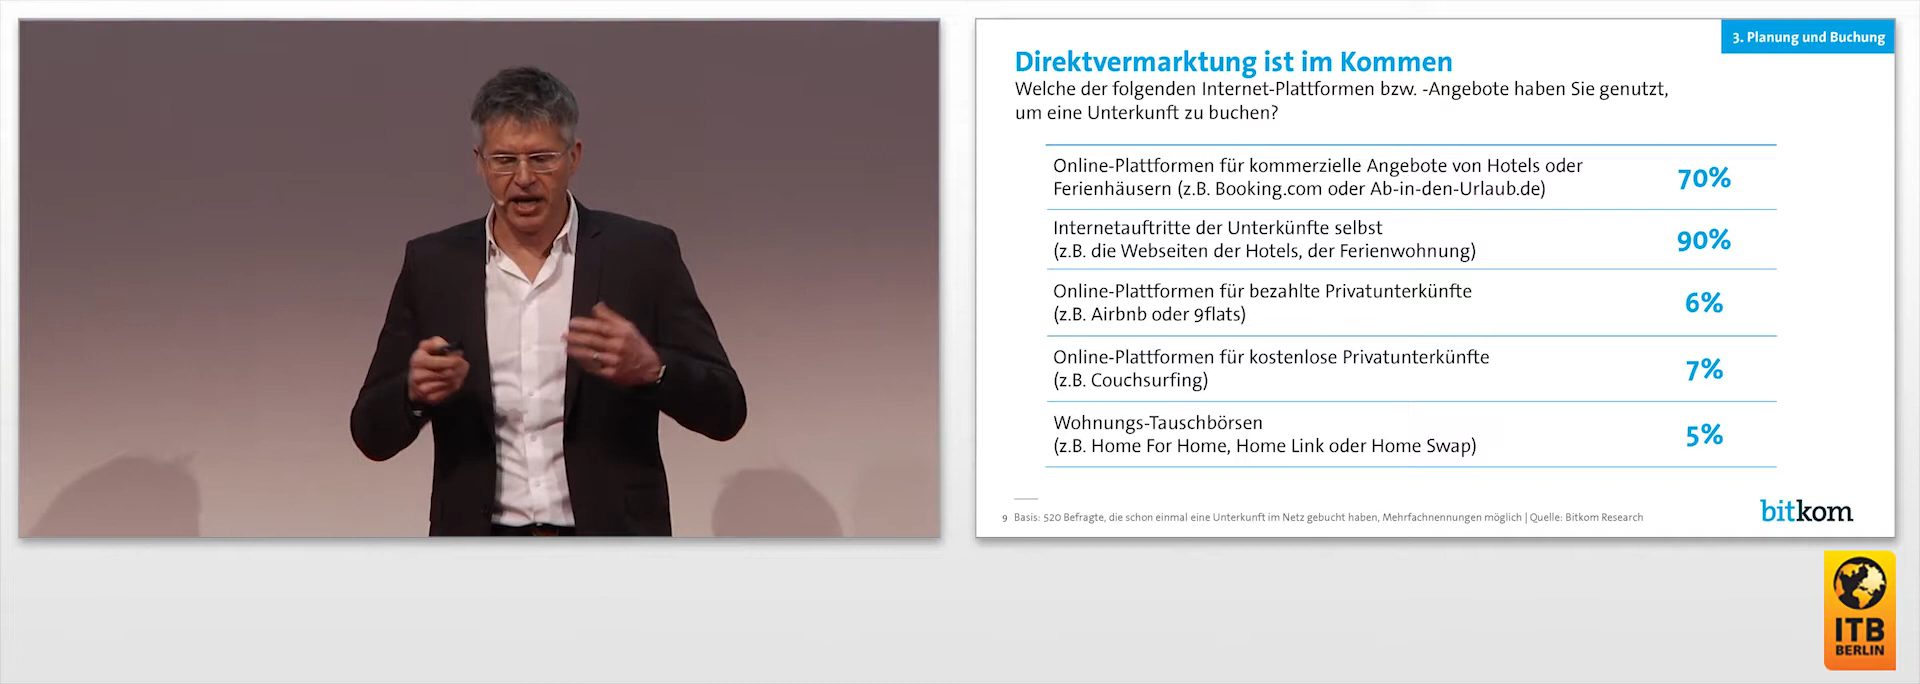 3. Planung und Buchung
Direktvermarktung ist im Kommen
Welche der folgenden Internet-Plattformen bzw. -Angebote haben Sie genutzt,
um eine Unterkunft zu buchen?
Online-Plattformen für kommerzielle Angebote von Hotels oder
Ferienhäusern (z.B. Booking.com oder Ab-in-den-Urlaub.de)
70%
Internetauftritte der Unterkünfte selbst
(z.B. die Webseiten der Hotels, der Ferienwohnung)
90%
Online-Plattformen für bezahlte Privatunterkünfte
(z.B. Airbnb oder 9flats)
6%
Online-Plattformen für kostenlose Privatunterkünfte
(z.B. Couchsurfing)
7%
Wohnungs-Tauschbörsen
(z.B. Home For Home, Home Link oder Home Swap)
5%
9 Basis: 520 Befragte, die schon einmal eine Unterkunft im Netz gebucht haben, Mehrfachnennungen möglich | Quelle: Bitkom Research
bitkom
ITB
BERLIN